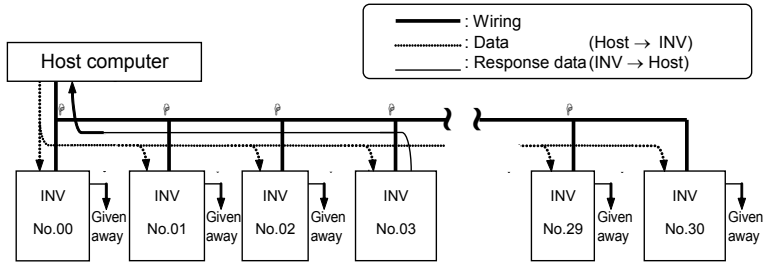 : Wiring
: Data (Host → INV)
: Response data (INV → Host)
Host computer
INV
No.00
Given
away
INV
No.01
Given
away
INV
No.02
Given
away
INV
No.03
INV
No.29
Given
away
INV
No.30
Given
away